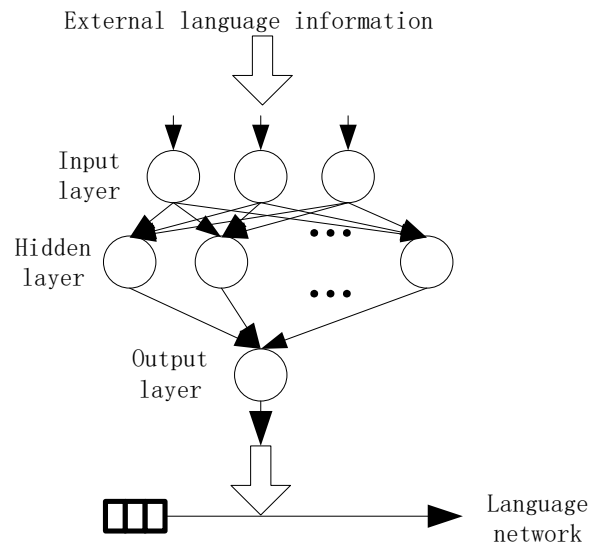 External language information
Input
layer
Hidden
layer
Output
layer
Language
network